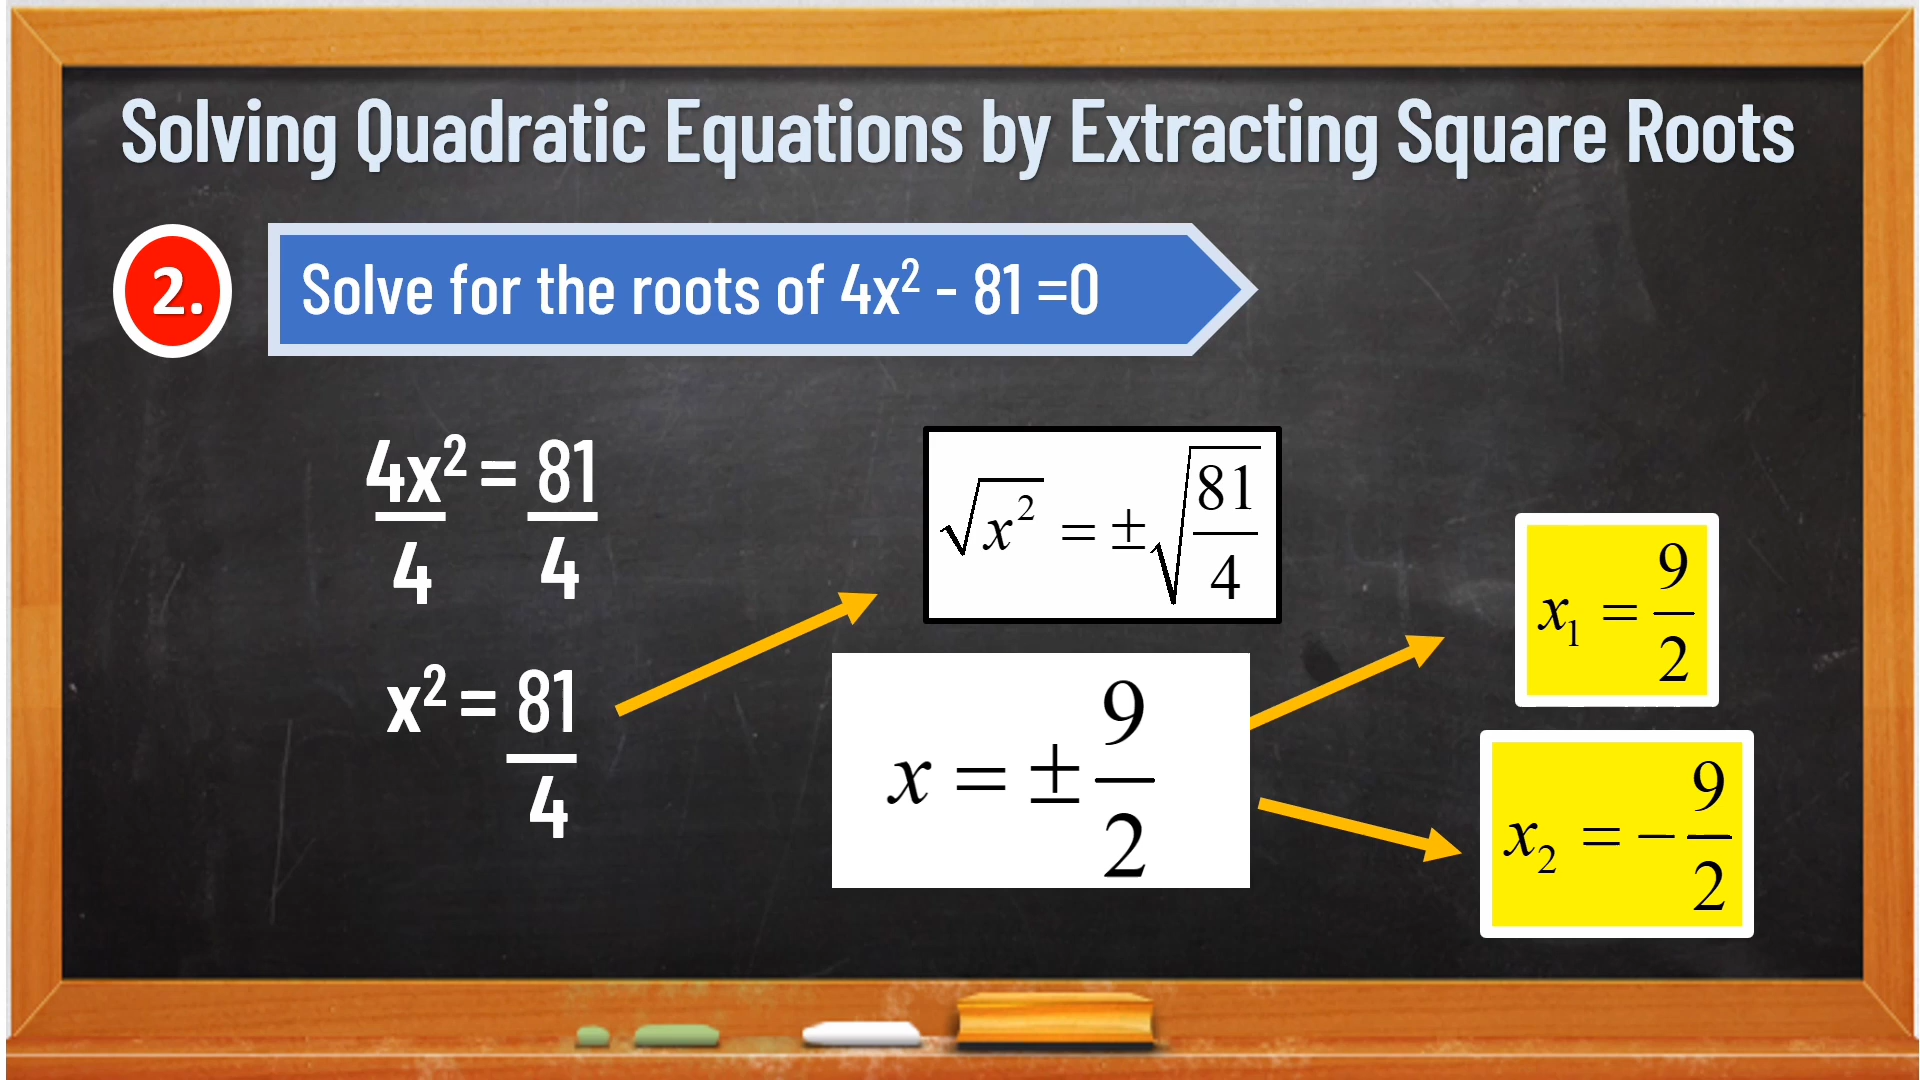 Solving Quadratic Equations by Extracting Square Roots
2.
Solve for the roots of 4x² - 81 =0
4x² = 81
4 4
x² = 81
4
√x² = ±√81/4
x = ± 9/2
x₁ = 9/2
x₂ = − 9/2